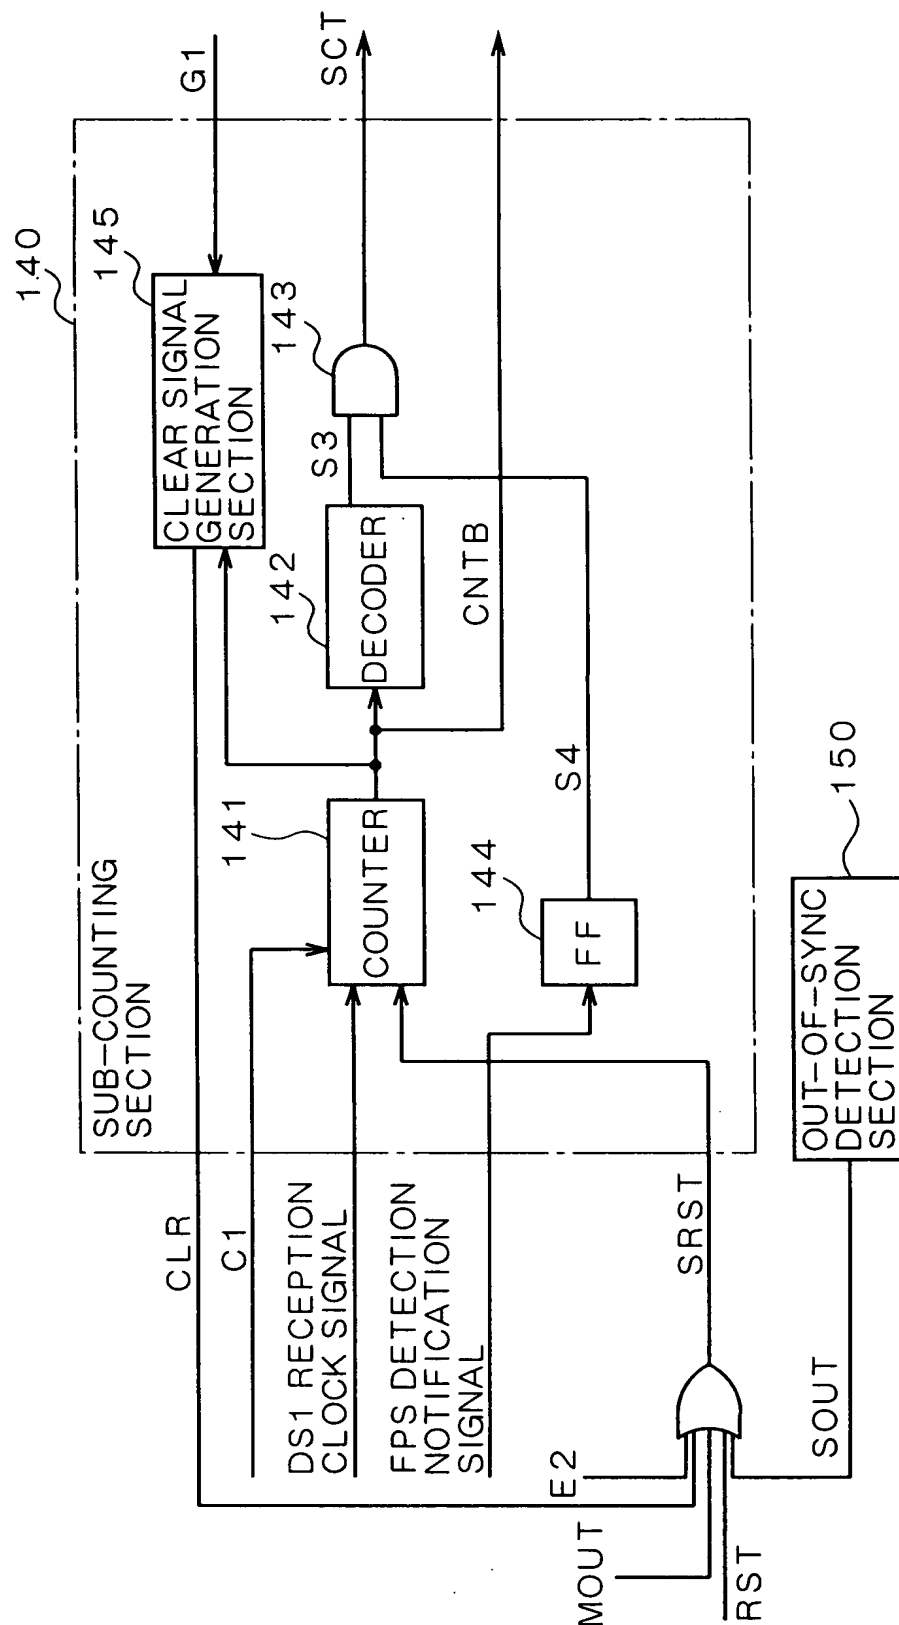 SUB-COUNTING
SECTION
140
CLR
145
CLEAR SIGNAL
GENERATION
SECTION
G1
C1
141
COUNTER
142
DECODER
S3
143
SCT
DS1 RECEPTION
CLOCK SIGNAL
CNTB
FPS DETECTION
NOTIFICATION
SIGNAL
144
FF
S4
E2
MOUT
RST
SRST
SOUT
OUT-OF-SYNC
DETECTION
SECTION
150